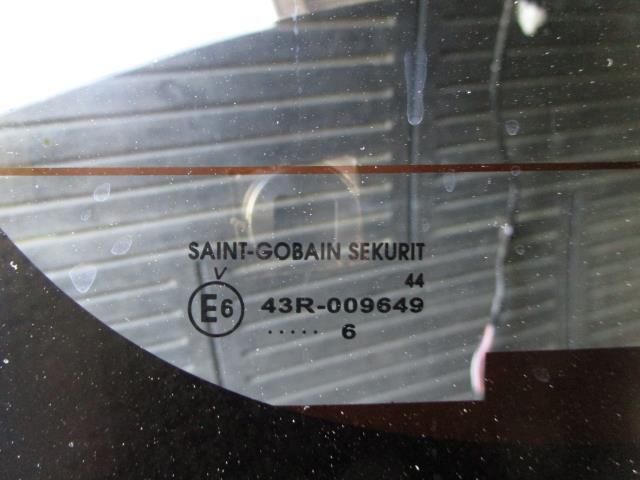 SAINT-GOBAIN SEKURIT
V
44
E6 43R-009649
..... 6